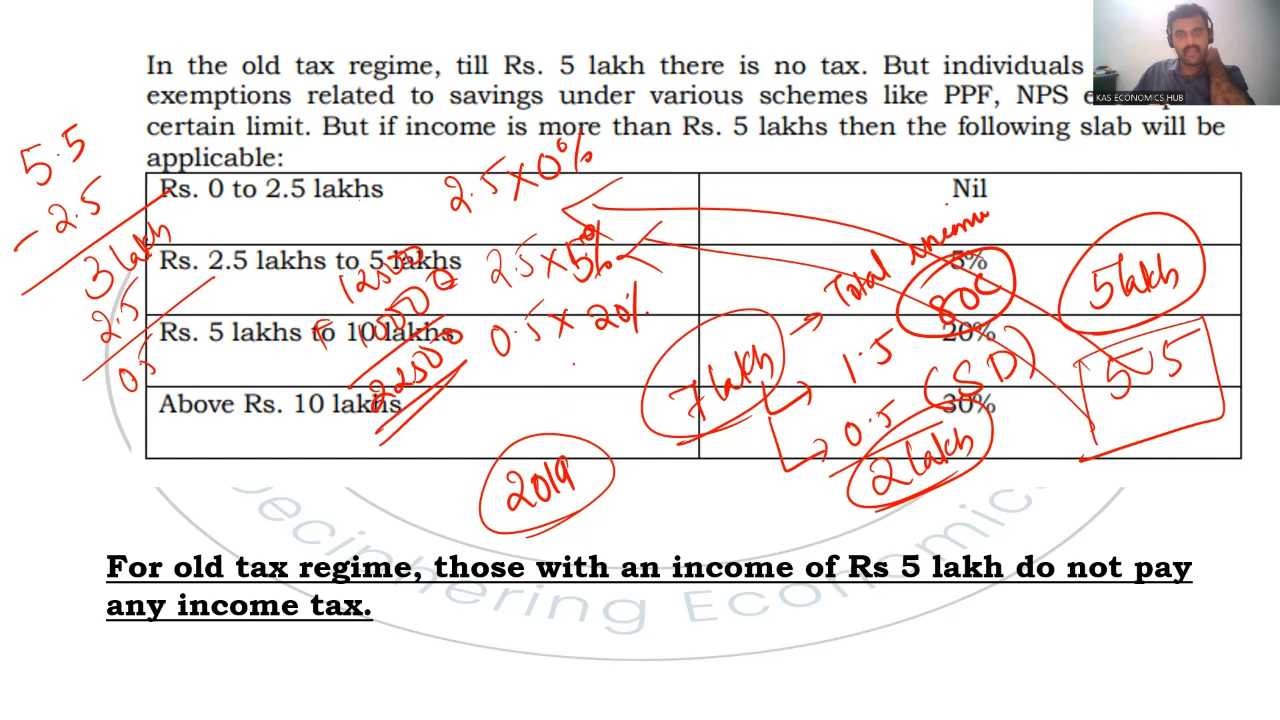 In the old tax regime, till Rs. 5 lakh there is no tax. But individuals
KAS ECONOMICS HUB
exemptions related to savings under various schemes like PPF, NPS
certain limit. But if income is more than Rs. 5 lakhs then the following slab will be
applicable:
5.5
- 2.5
3 lakh
2.5
0.5
Rs. 0 to 2.5 lakhs
2.5 × 0%
Nil
Rs. 2.5 lakhs to 5 lakhs
2.5 × 5%
5%
Rs. 5 lakhs to 10 lakhs
0.5 × 20%
20%
Above Rs. 10 lakhs
30%
12500
10000
22500
Total income
80C
5 lakh
7 lakh
1.5
(SD)
0.5
2 lakh
5.5
2019
Deciphering Economics
For old tax regime, those with an income of Rs 5 lakh do not pay
any income tax.